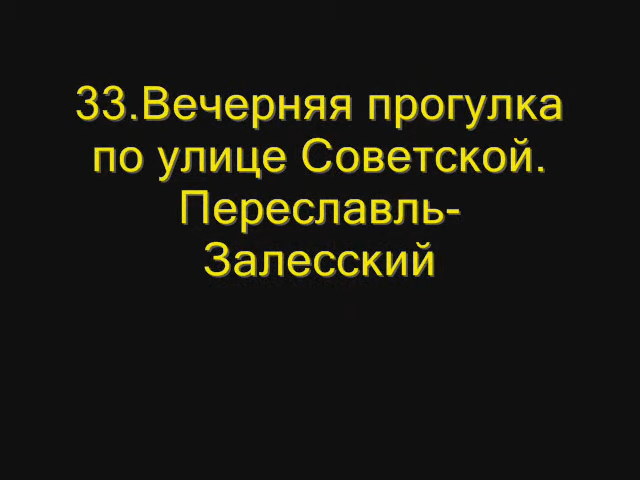 33.Вечерняя прогулка
по улице Советской.
Переславль-
Залесский